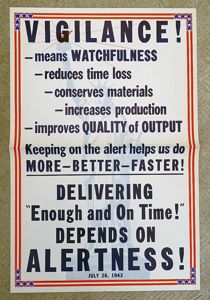 VIGILANCE!
—means WATCHFULNESS
—reduces time loss
—conserves materials
—increases production
—improves QUALITY of OUTPUT
Keeping on the alert helps us do
MORE—BETTER—FASTER!
DELIVERING
"Enough and On Time!"
DEPENDS ON
ALERTNESS!
JULY 26, 1943